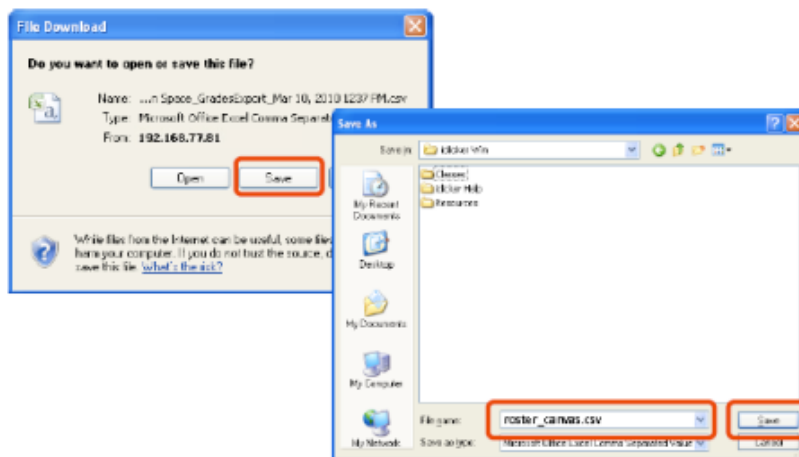 File Download
Do you want to open or save this file?
Name: ...n Space_GradesExport_Mar 10, 2010 1237 PM.csv
Type: Microsoft Office Excel Comma Separat
From: 192.168.77.81
Open
Save
While files from the Internet can be useful, some files
harm your computer. If you do not trust the source, d
save this file. What's the risk?
Save As
Save in: iclicker Win
My Recent
Documents
Desktop
My Documents
My Computer
My Network
Classes
iclicker Help
Resources
File name: roster_canvas.csv
Save
Save as type: Microsoft Office Excel Comma Separated Value
Cancel